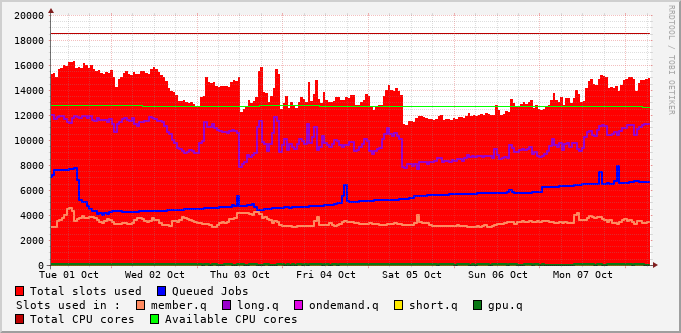 20000
18000
16000
14000
12000
10000
8000
6000
4000
2000
0
Tue 01 Oct Wed 02 Oct Thu 03 Oct Fri 04 Oct Sat 05 Oct Sun 06 Oct Mon 07 Oct
Total slots used Queued Jobs
Slots used in : member.q long.q ondemand.q short.q gpu.q
Total CPU cores Available CPU cores
RRDTOOL / TOBI OETIKER